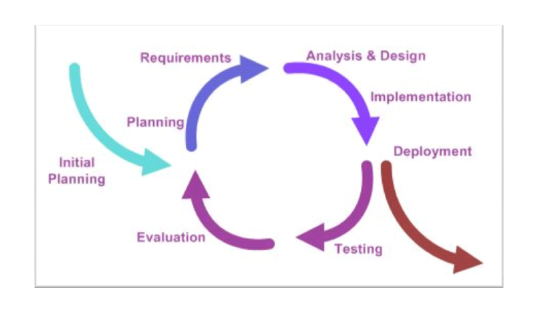 Requirements
Analysis & Design
Implementation
Planning
Deployment
Initial
Planning
Evaluation
Testing